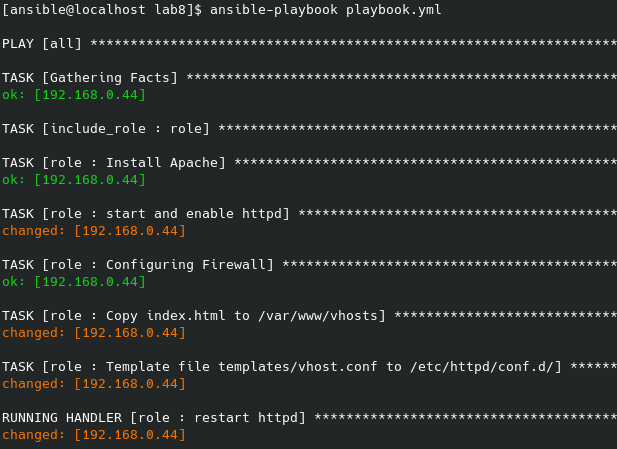 [ansible@localhost lab8]$ ansible-playbook playbook.yml
PLAY [all] ******************************************************************
TASK [Gathering Facts] ******************************************************
ok: [192.168.0.44]
TASK [include_role : role] **************************************************
TASK [role : Install Apache] ************************************************
ok: [192.168.0.44]
TASK [role : start and enable httpd] ****************************************
changed: [192.168.0.44]
TASK [role : Configuring Firewall] ******************************************
ok: [192.168.0.44]
TASK [role : Copy index.html to /var/www/vhosts] ****************************
changed: [192.168.0.44]
TASK [role : Template file templates/vhost.conf to /etc/httpd/conf.d/] ******
changed: [192.168.0.44]
RUNNING HANDLER [role : restart httpd] **************************************
changed: [192.168.0.44]